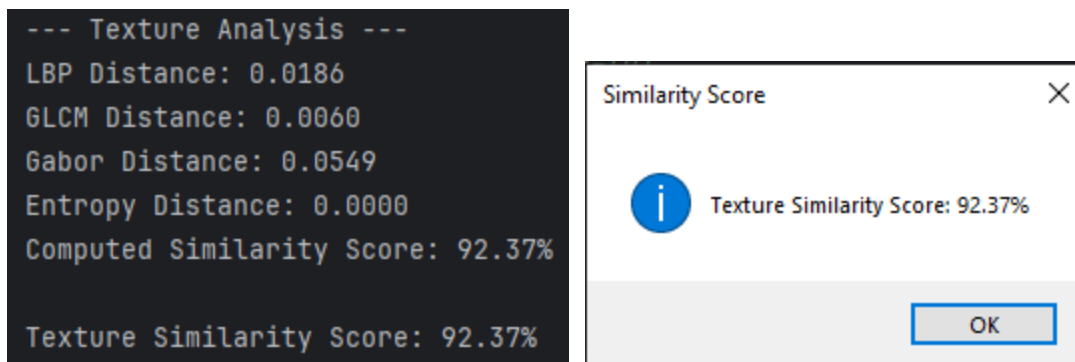 --- Texture Analysis ---
LBP Distance: 0.0186
GLCM Distance: 0.0060
Gabor Distance: 0.0549
Entropy Distance: 0.0000
Computed Similarity Score: 92.37%
Texture Similarity Score: 92.37%
Similarity Score
Texture Similarity Score: 92.37%
OK